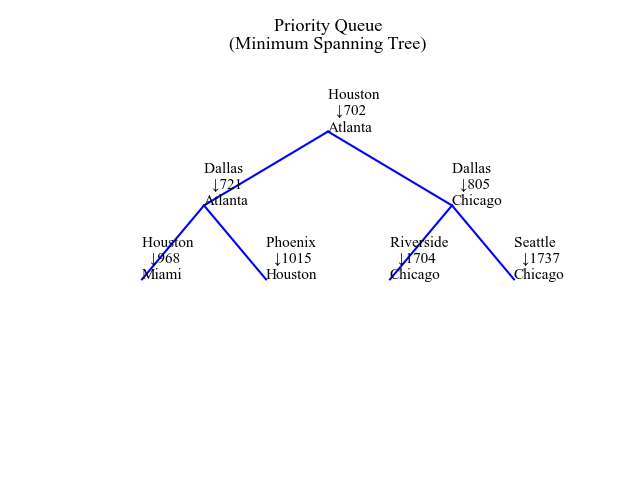 Priority Queue
(Minimum Spanning Tree)
Houston
↓702
Atlanta
Dallas
↓721
Atlanta
Dallas
↓805
Chicago
Houston
↓968
Miami
Phoenix
↓1015
Houston
Riverside
↓1704
Chicago
Seattle
↓1737
Chicago